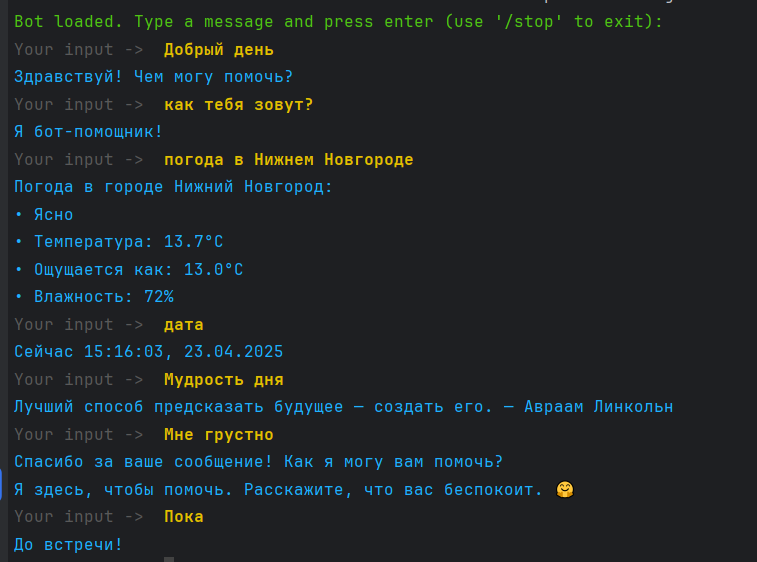 Bot loaded. Type a message and press enter (use '/stop' to exit):
Your input -> Добрый день
Здравствуй! Чем могу помочь?
Your input -> как тебя зовут?
Я бот-помощник!
Your input -> погода в Нижнем Новгороде
Погода в городе Нижний Новгород:
• Ясно
• Температура: 13.7°C
• Ощущается как: 13.0°C
• Влажность: 72%
Your input -> дата
Сейчас 15:16:03, 23.04.2025
Your input -> Мудрость дня
Лучший способ предсказать будущее — создать его. — Авраам Линкольн
Your input -> Мне грустно
Спасибо за ваше сообщение! Как я могу вам помочь?
Я здесь, чтобы помочь. Расскажите, что вас беспокоит. 🤗
Your input -> Пока
До встречи!